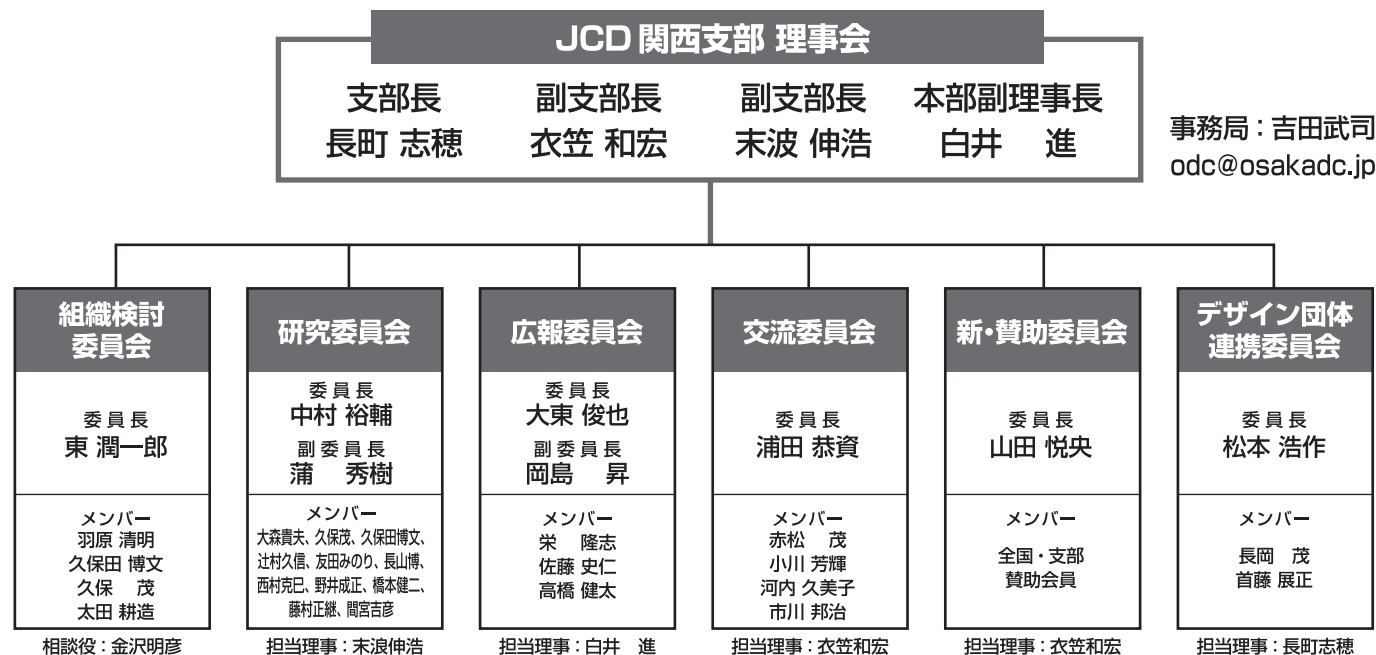 JCD関西支部 理事会
支部長 副支部長 副支部長 本部副理事長
長町 志穂 衣笠 和宏 末波 伸浩 白井 進
事務局：吉田武司
odc@osakadc.jp
組織検討
委員会
委員長
東 潤一郎
メンバー
羽原 清明
久保田 博文
久保 茂
太田 耕造
相談役：金沢明彦
研究委員会
委員長
中村 裕輔
副委員長
蒲 秀樹
メンバー
大森貴夫、久保茂、久保田博文、
辻村久信、友田みのり、長山博、
西村克巳、野井成正、橋本健二、
藤村正継、間宮吉彦
担当理事：末浪伸浩
広報委員会
委員長
大東 俊也
副委員長
岡島 昇
メンバー
栄 隆志
佐藤 史仁
高橋 健太
担当理事：白井 進
交流委員会
委員長
浦田 恭資
メンバー
赤松 茂
小川 芳輝
河内 久美子
市川 邦治
担当理事：衣笠和宏
新・賛助委員会
委員長
山田 悦央
メンバー
全国・支部
賛助会員
担当理事：衣笠和宏
デザイン団体
連携委員会
委員長
松本 浩作
メンバー
長岡 茂
首藤 展正
担当理事：長町志穂